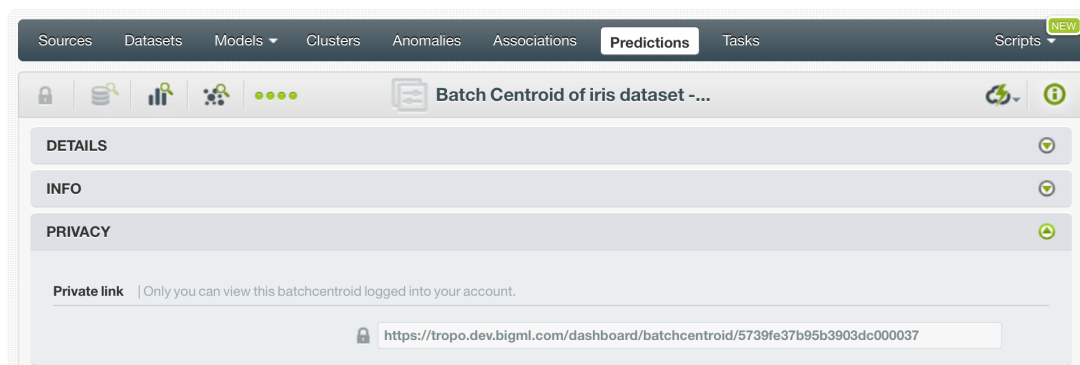 NEW
Sources Datasets Models Clusters Anomalies Associations Predictions Tasks Scripts
Batch Centroid of iris dataset -...
DETAILS
INFO
PRIVACY
Private link | Only you can view this batchcentroid logged into your account.
https://tropo.dev.bigml.com/dashboard/batchcentroid/5739fe37b95b3903dc000037